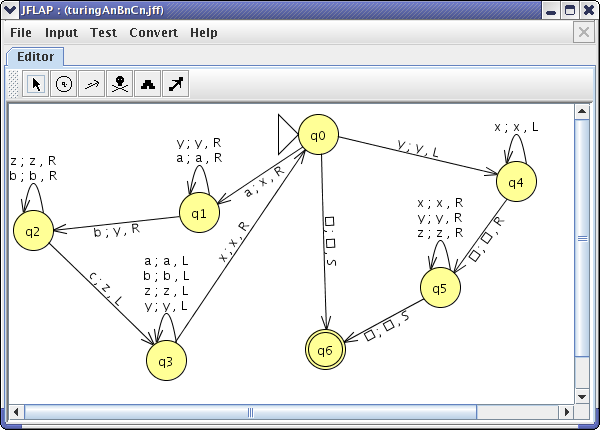 JFLAP : (turingAnBnCn.jff)
File Input Test Convert Help
Editor
q0
x ; x, L
y ; y, L
y ; y, R
a ; a, R
z ; z, R
b ; b, R
a ; x, R
q4
x ; x, R
y ; y, R
z ; z, R
q1
b ; y, R
q2
x ; x, R
□ ; □, S
□ ; □, R
a ; a, L
b ; b, L
z ; z, L
y ; y, L
c ; z, L
q5
□ ; □, S
q6
q3